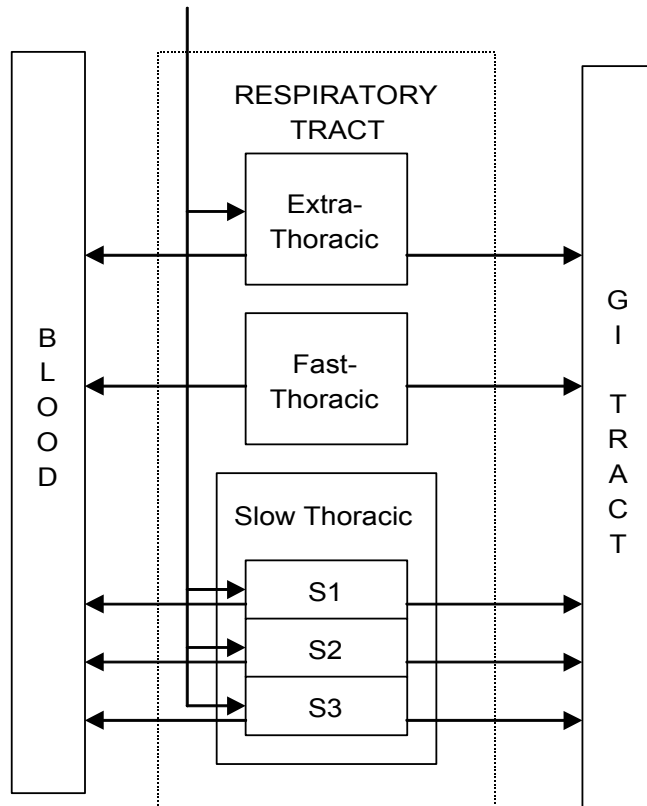 RESPIRATORY
TRACT
Extra-
Thoracic
Fast-
Thoracic
Slow Thoracic
S1
S2
S3
B
L
O
O
D
G
I
T
R
A
C
T